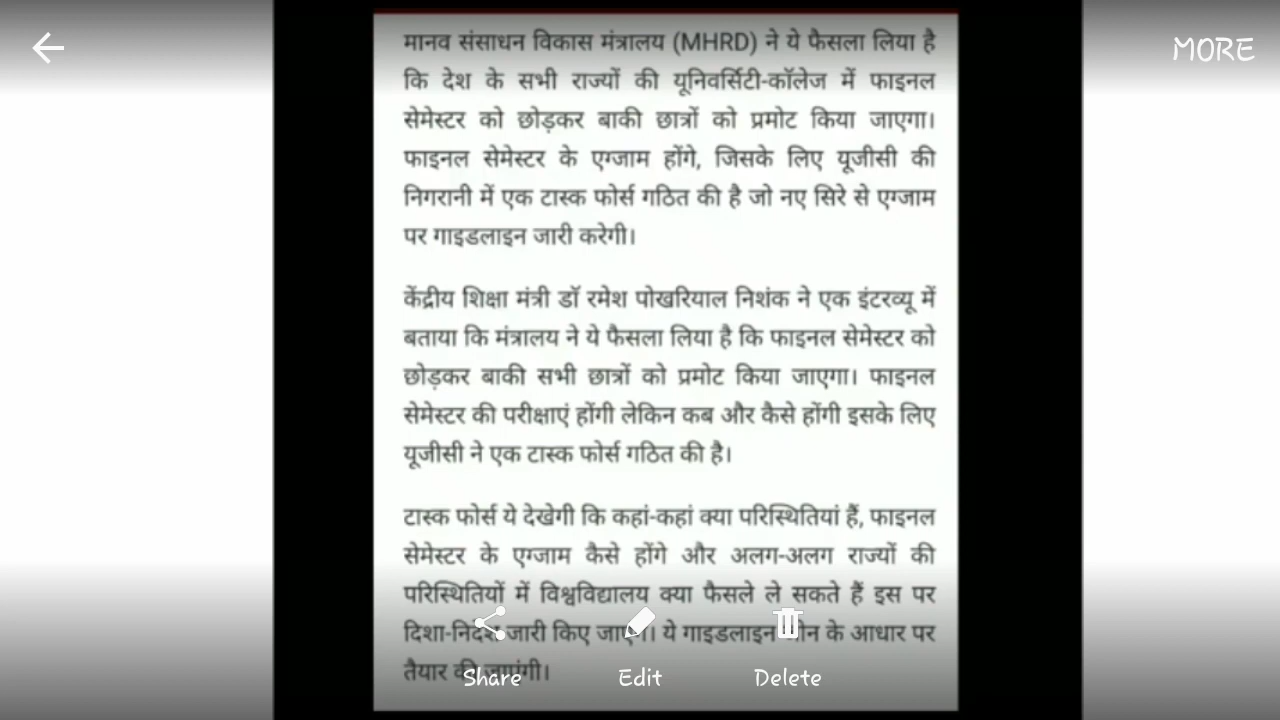 MORE
मानव संसाधन विकास मंत्रालय (MHRD) ने ये फैसला लिया है
कि देश के सभी राज्यों की यूनिवर्सिटी-कॉलेज में फाइनल
सेमेस्टर को छोड़कर बाकी छात्रों को प्रमोट किया जाएगा।
फाइनल सेमेस्टर के एग्जाम होंगे, जिसके लिए यूजीसी की
निगरानी में एक टास्क फोर्स गठित की है जो नए सिरे से एग्जाम
पर गाइडलाइन जारी करेगी।
केंद्रीय शिक्षा मंत्री डॉ रमेश पोखरियाल निशंक ने एक इंटरव्यू में
बताया कि मंत्रालय ने ये फैसला लिया है कि फाइनल सेमेस्टर को
छोड़कर बाकी सभी छात्रों को प्रमोट किया जाएगा। फाइनल
सेमेस्टर की परीक्षाएं होंगी लेकिन कब और कैसे होंगी इसके लिए
यूजीसी ने एक टास्क फोर्स गठित की है।
टास्क फोर्स ये देखेगी कि कहां-कहां क्या परिस्थितियां हैं, फाइनल
सेमेस्टर के एग्जाम कैसे होंगे और अलग-अलग राज्यों की
परिस्थितियों में विश्वविद्यालय क्या फैसले ले सकते हैं इस पर
दिशा-निर्देश जारी किए ये गाइडलाइन के आधार पर
तैयार
Share Edit Delete